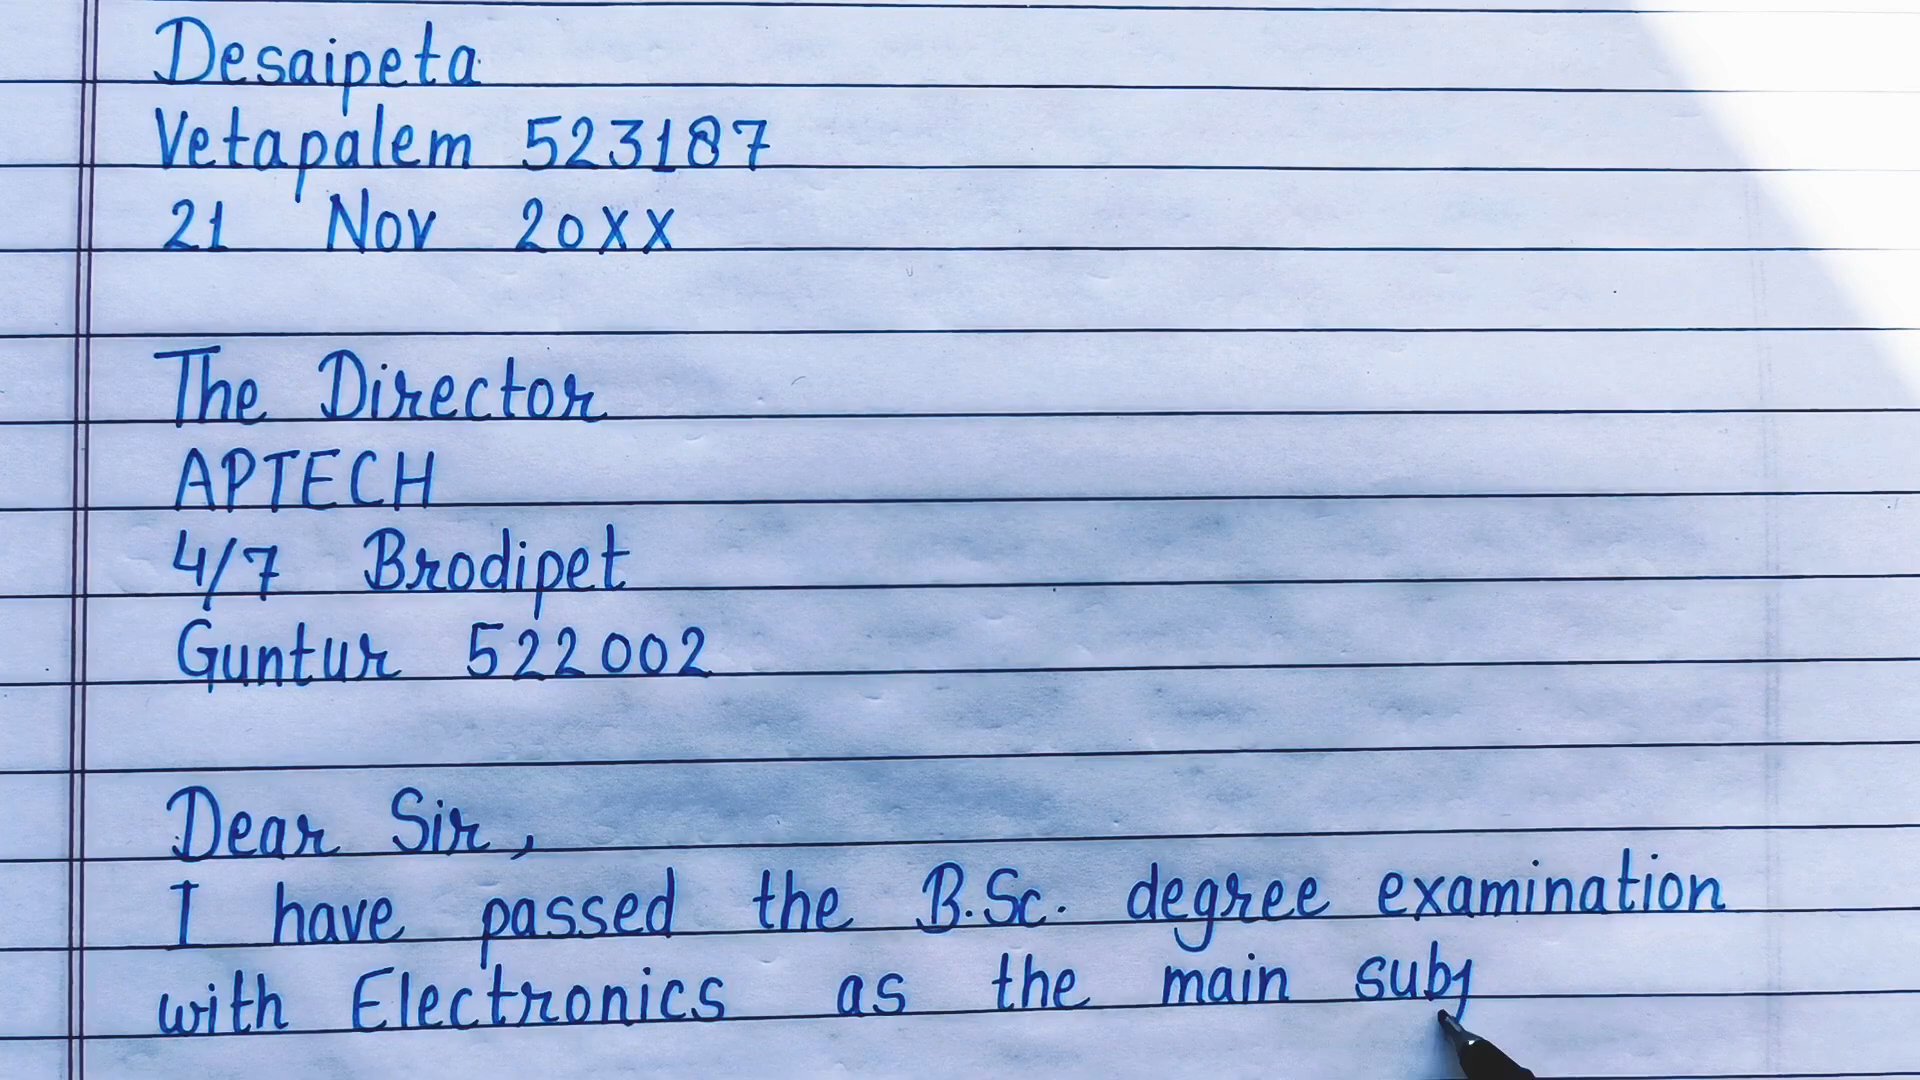 Desaipeta
Vetapalem 523187
21 Nov 20XX
The Director
APTECH
4/7 Brodipet
Guntur 522002
Dear Sir,
I have passed the B.Sc. degree examination
with Electronics as the main subj